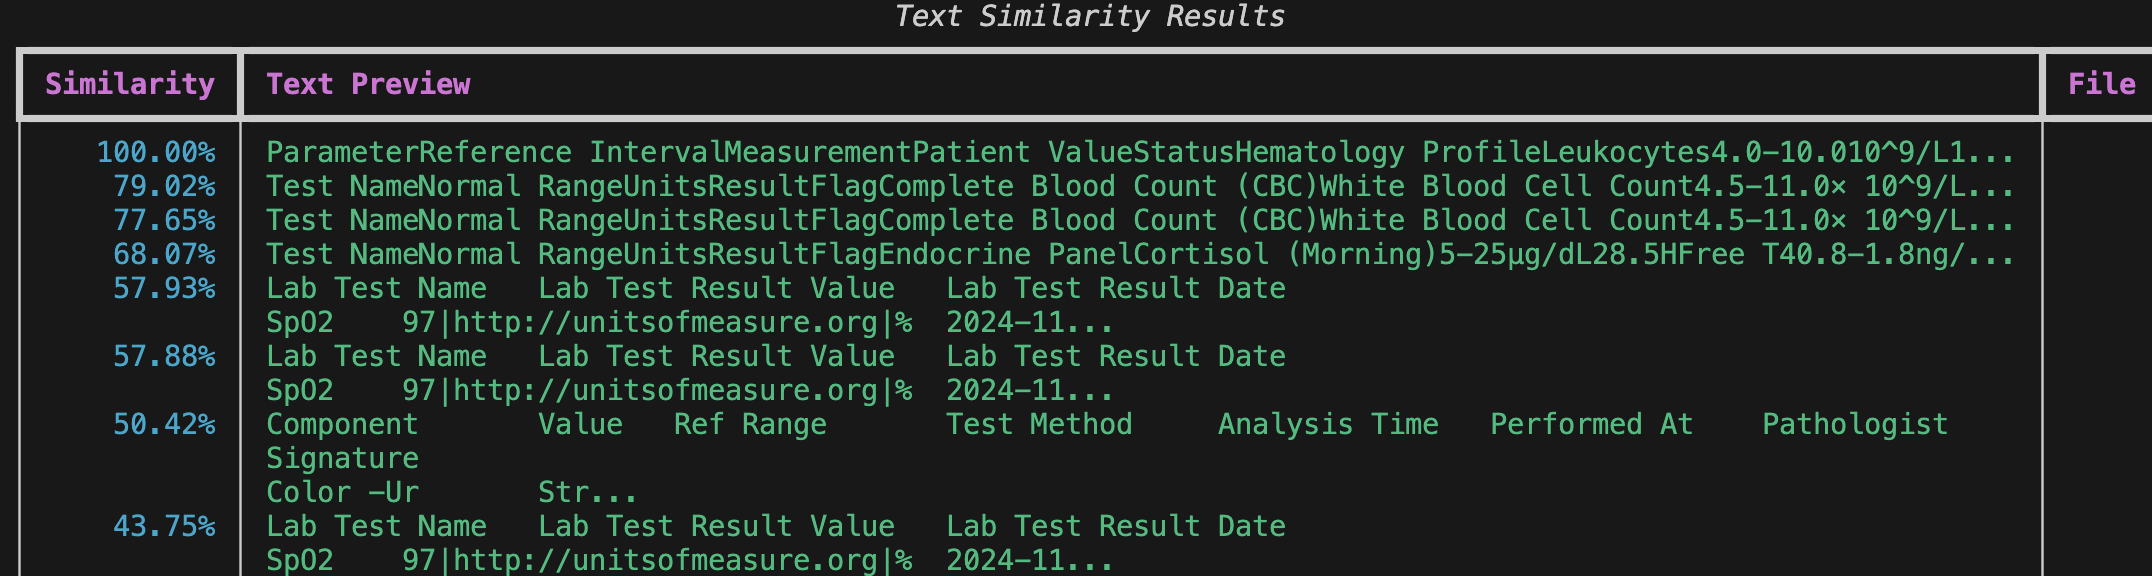 Text Similarity Results
Similarity Text Preview File
100.00% ParameterReference IntervalMeasurementPatient ValueStatusHematology ProfileLeukocytes4.0-10.010^9/L1...
79.02% Test NameNormal RangeUnitsResultFlagComplete Blood Count (CBC)White Blood Cell Count4.5-11.0× 10^9/L...
77.65% Test NameNormal RangeUnitsResultFlagComplete Blood Count (CBC)White Blood Cell Count4.5-11.0× 10^9/L...
68.07% Test NameNormal RangeUnitsResultFlagEndocrine PanelCortisol (Morning)5-25µg/dL28.5HFree T40.8-1.8ng/...
57.93% Lab Test Name Lab Test Result Value Lab Test Result Date
SpO2 97|http://unitsofmeasure.org|% 2024-11...
57.88% Lab Test Name Lab Test Result Value Lab Test Result Date
SpO2 97|http://unitsofmeasure.org|% 2024-11...
50.42% Component Value Ref Range Test Method Analysis Time Performed At Pathologist
Signature
Color -Ur Str...
43.75% Lab Test Name Lab Test Result Value Lab Test Result Date
SpO2 97|http://unitsofmeasure.org|% 2024-11...